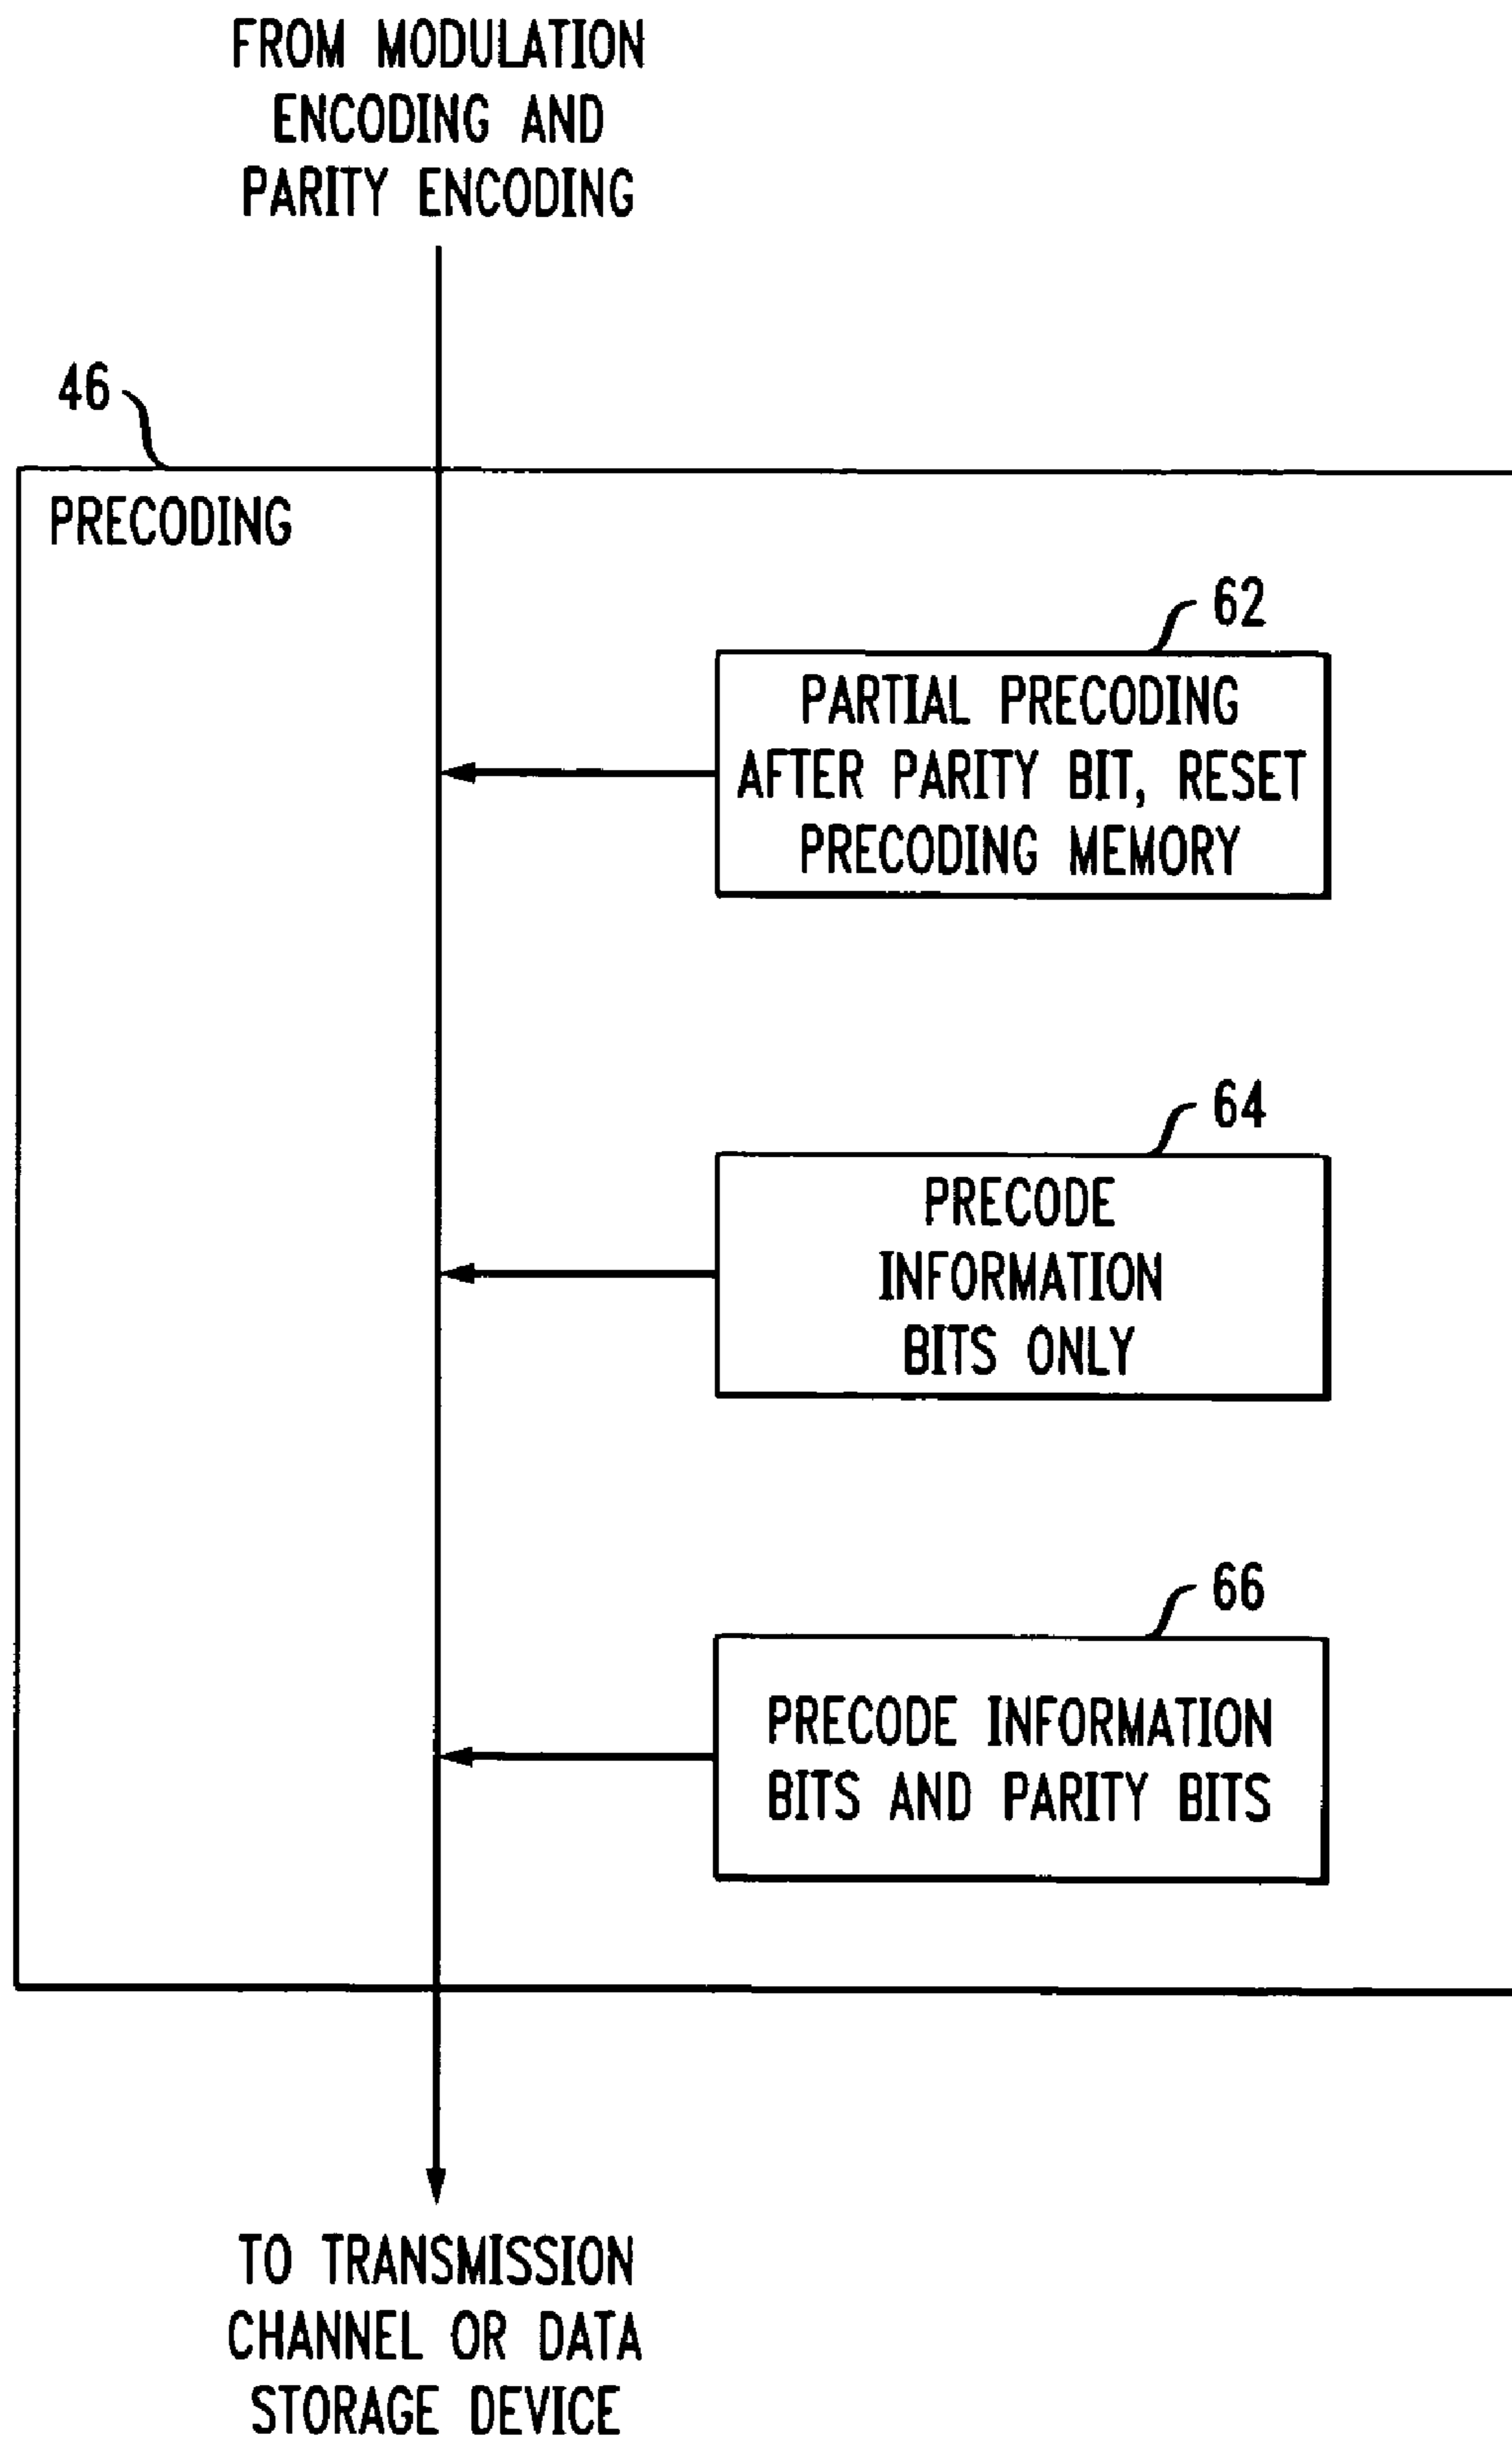 FROM MODULATION
ENCODING AND
PARITY ENCODING
46
PRECODING
62
PARTIAL PRECODING
AFTER PARITY BIT, RESET
PRECODING MEMORY
64
PRECODE
INFORMATION
BITS ONLY
66
PRECODE INFORMATION
BITS AND PARITY BITS
TO TRANSMISSION
CHANNEL OR DATA
STORAGE DEVICE